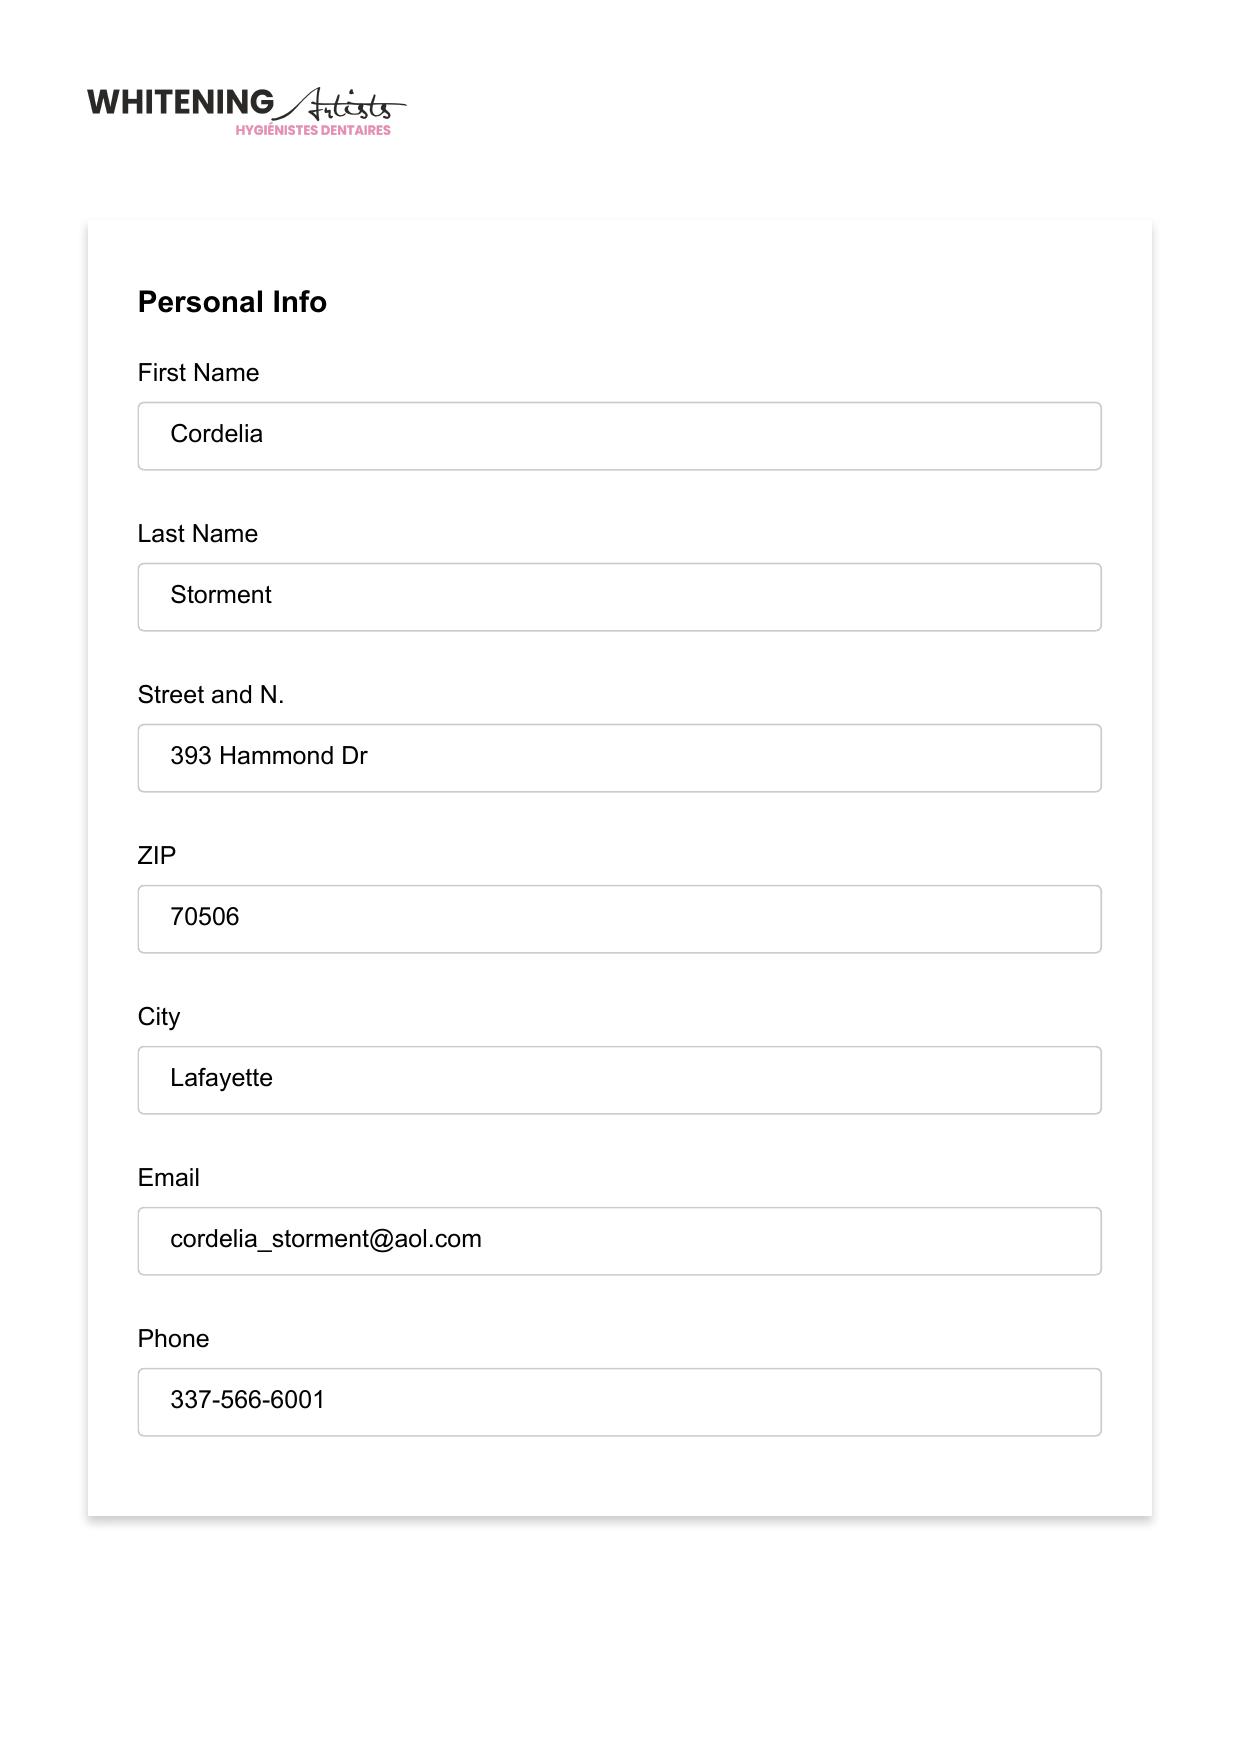 WHITENING Artists
HYGIÉNISTES DENTAIRES
Personal Info
First Name
Cordelia
Last Name
Storment
Street and N.
393 Hammond Dr
ZIP
70506
City
Lafayette
Email
cordelia_storment@aol.com
Phone
337-566-6001